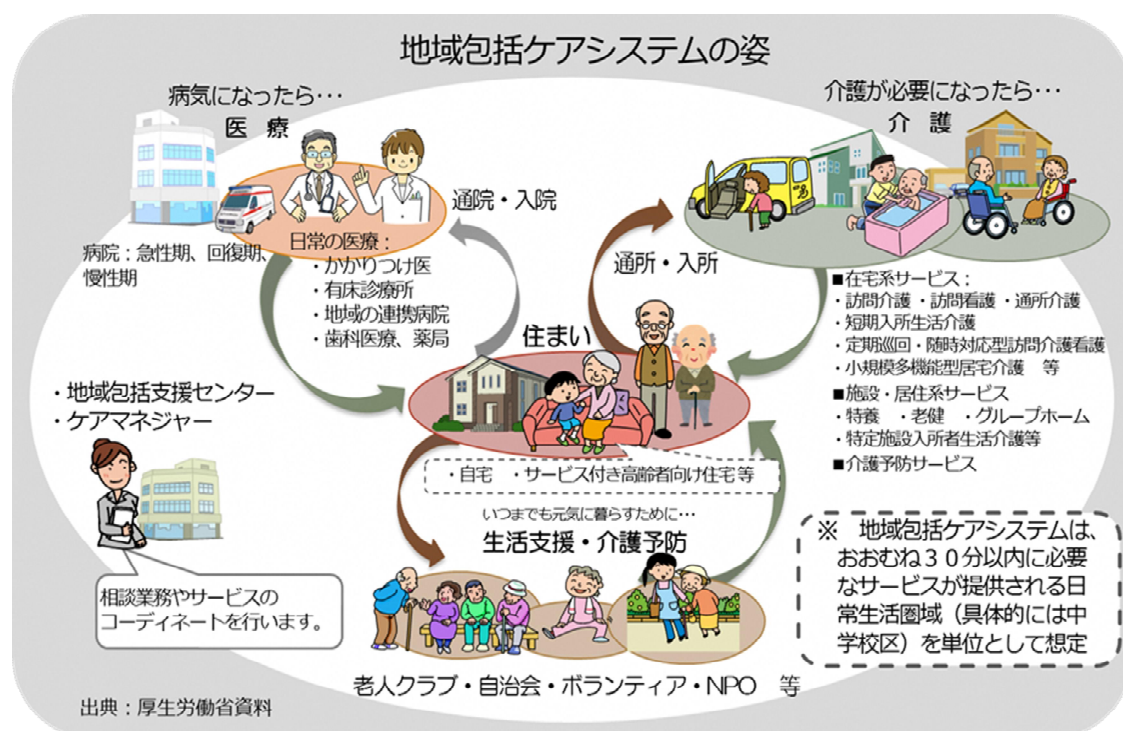 地域包括ケアシステムの姿
病気になったら･･･
医　療
病院：急性期、回復期、
慢性期
日常の医療：
・かかりつけ医
・有床診療所
・地域の連携病院
・歯科医療、薬局
通院・入院
介護が必要になったら･･･
介　護
通所・入所
■在宅系サービス：
・訪問介護 ・訪問看護 ・通所介護
・短期入所生活介護
・定期巡回・随時対応型訪問介護看護
・小規模多機能型居宅介護　等
■施設・居住系サービス
・特養　・老健　・グループホーム
・特定施設入所者生活介護等
■介護予防サービス
住まい
・自宅　・サービス付き高齢者向け住宅 等
・地域包括支援センター
・ケアマネジャー
相談業務やサービスの
コーディネートを行います。
いつまでも元気に暮らすために･･･
生活支援・介護予防
老人クラブ・自治会・ボランティア・NPO　等
※　地域包括ケアシステムは、
おおむね３０分以内に必要
なサービスが提供される日
常生活圏域（具体的には中
学校区）を単位として想定
出典：厚生労働省資料